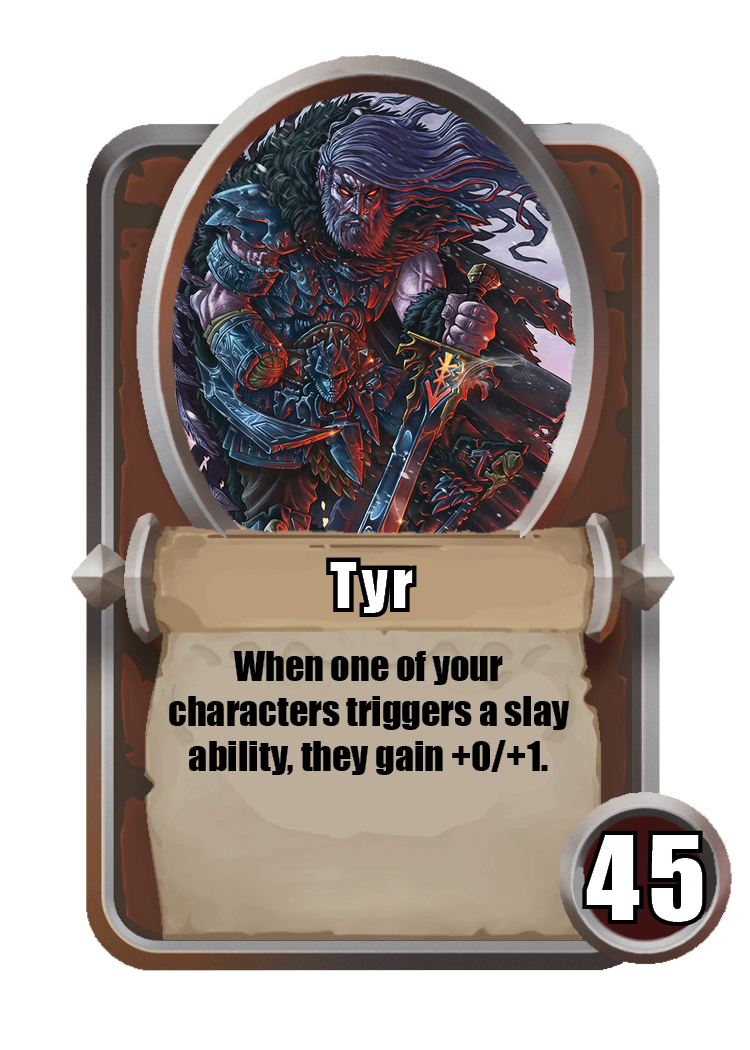 Tyr
When one of your
characters triggers a slay
ability, they gain +0/+1.
45